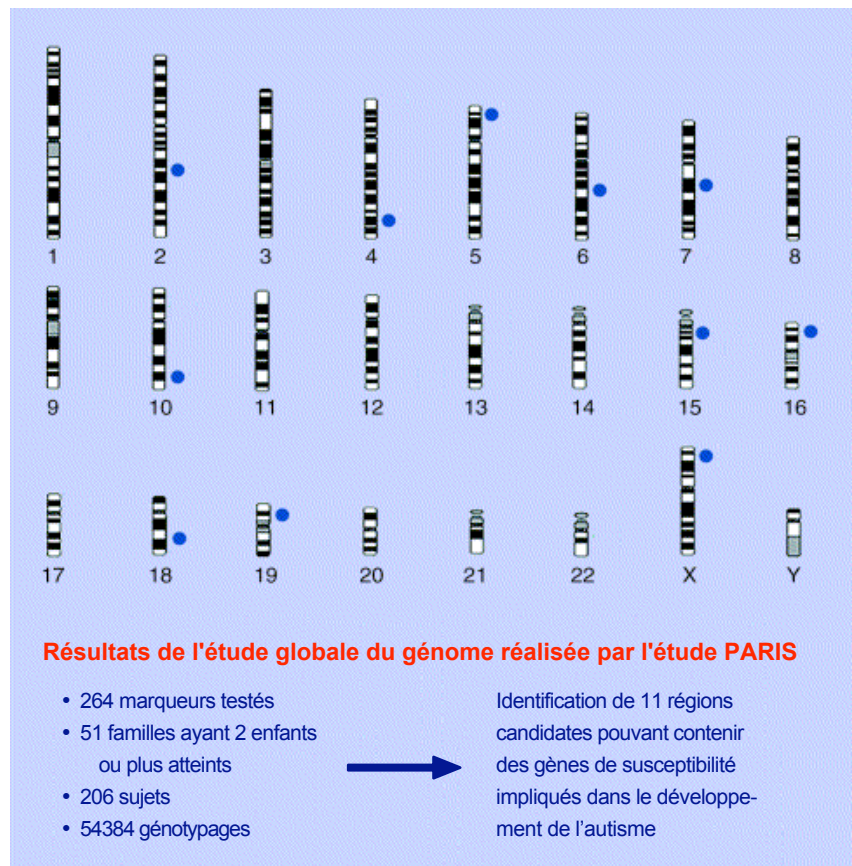 1 2 3 4 5 6 7 8
9 10 11 12 13 14 15 16
17 18 19 20 21 22 X Y
Résultats de l'étude globale du génome réalisée par l'étude PARIS
• 264 marqueurs testés
• 51 familles ayant 2 enfants
ou plus atteints
• 206 sujets
• 54384 génotypages
Identification de 11 régions
candidates pouvant contenir
des gènes de susceptibilité
impliqués dans le développe-
ment de l’autisme